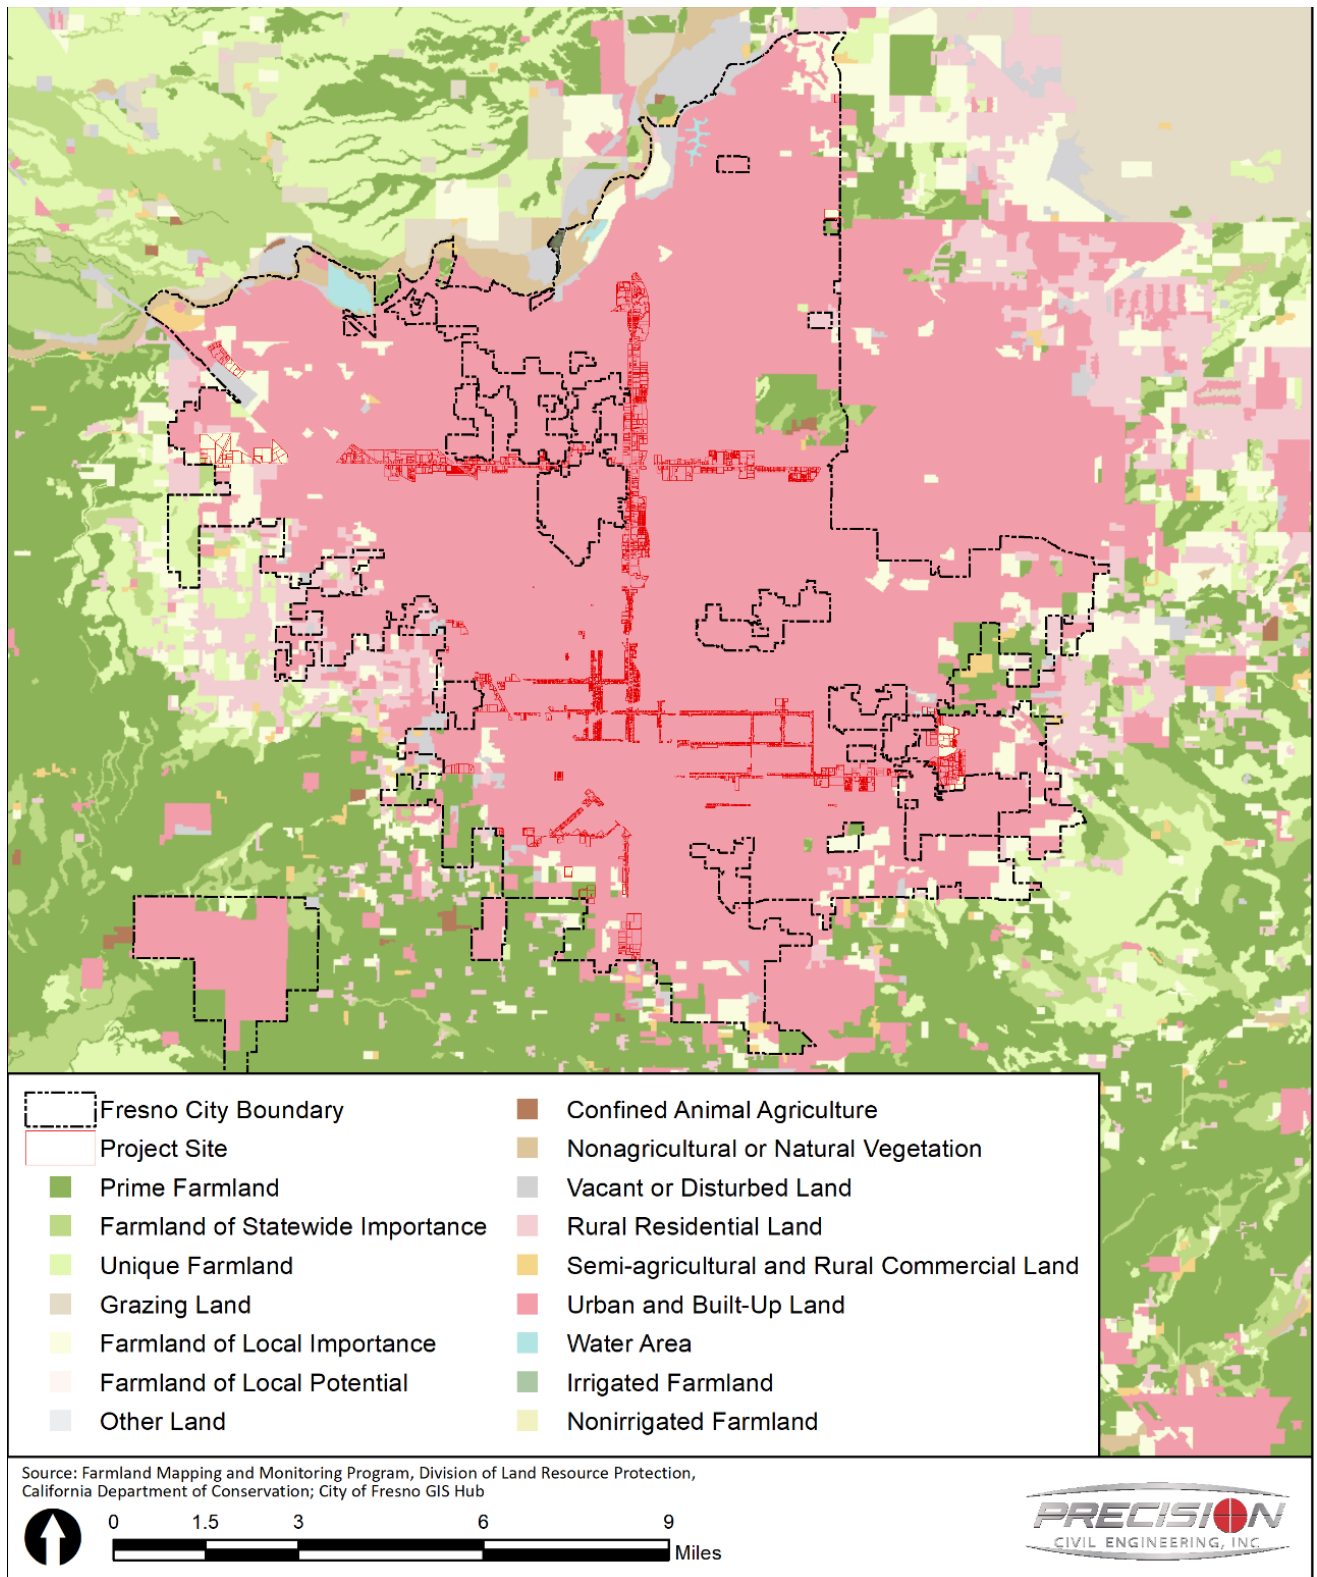 Fresno City Boundary
Project Site
Prime Farmland
Farmland of Statewide Importance
Unique Farmland
Grazing Land
Farmland of Local Importance
Farmland of Local Potential
Other Land
Confined Animal Agriculture
Nonagricultural or Natural Vegetation
Vacant or Disturbed Land
Rural Residential Land
Semi-agricultural and Rural Commercial Land
Urban and Built-Up Land
Water Area
Irrigated Farmland
Nonirrigated Farmland
Source: Farmland Mapping and Monitoring Program, Division of Land Resource Protection,
California Department of Conservation; City of Fresno GIS Hub
0 1.5 3 6 9
Miles
PRECISION
CIVIL ENGINEERING, INC.